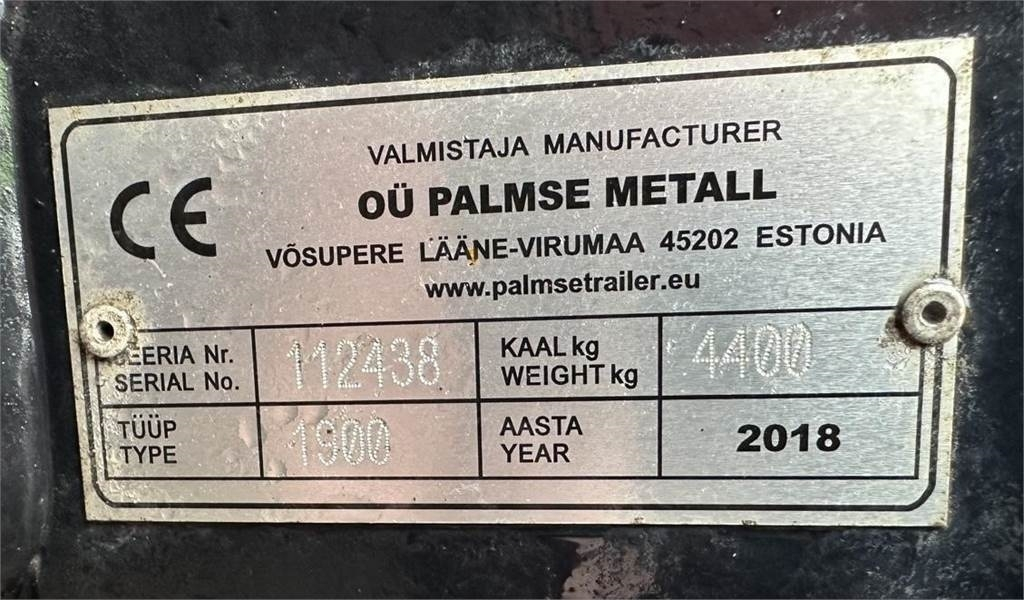 CE
VALMISTAJA MANUFACTURER
OÜ PALMSE METALL
VÕSUPERE LÄÄNE-VIRUMAA 45202 ESTONIA
www.palmsetrailer.eu
SEERIA Nr. 112438 KAAL kg 4400
SERIAL No. WEIGHT kg
TÜÜP 1900 AASTA 2018
TYPE YEAR